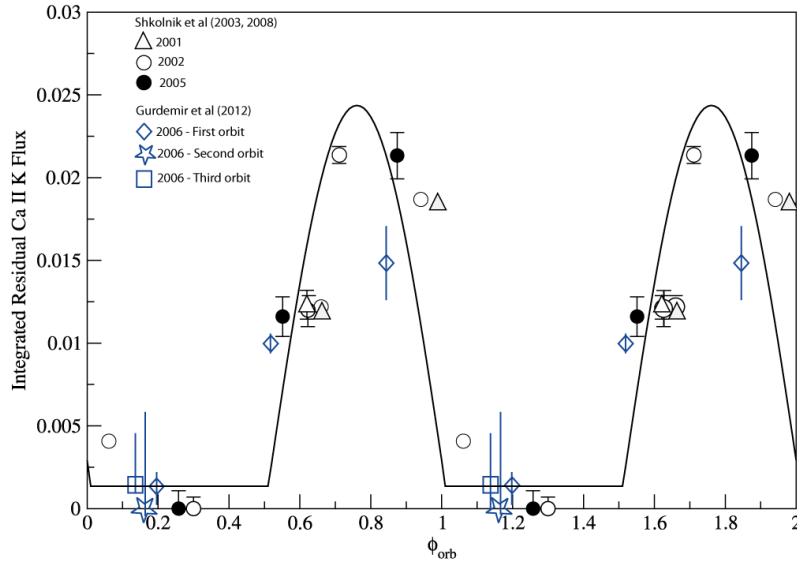 0.03
0.025
0.02
0.015
0.01
0.005
0
Integrated Residual Ca II K Flux
Shkolnik et al (2003, 2008)
2001
2002
2005
Gurdemir et al (2012)
2006 - First orbit
2006 - Second orbit
2006 - Third orbit
0 0.2 0.4 0.6 0.8 1 1.2 1.4 1.6 1.8 2
ϕorb